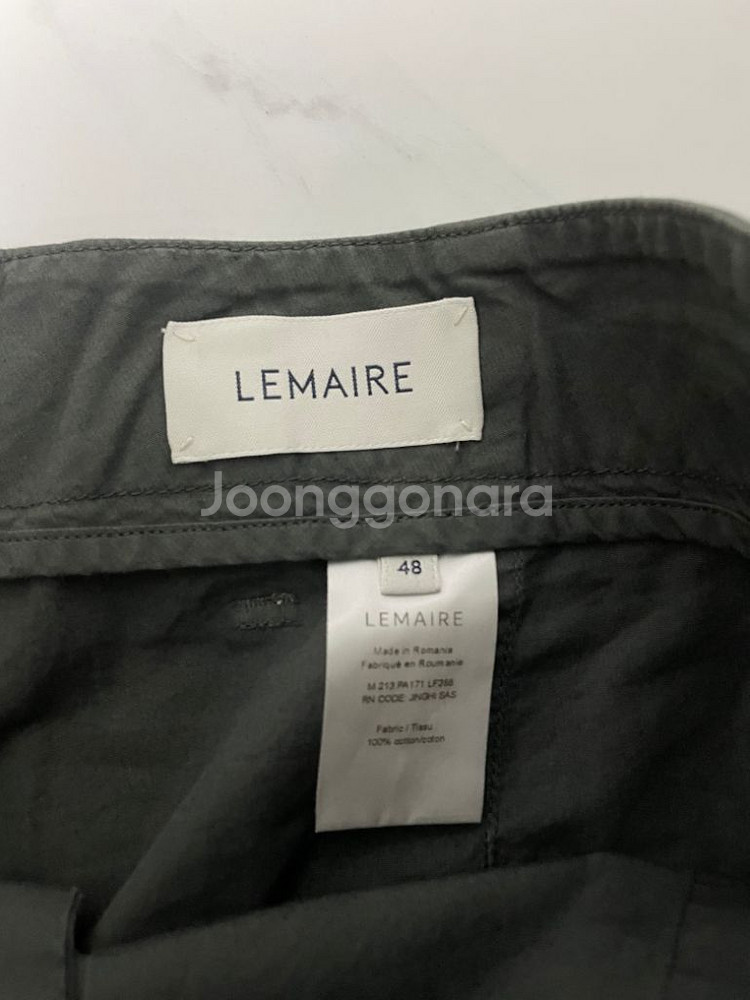 LEMAIRE
Joonggonara
48
LEMAIRE
Made in Romania
Fabriqué en Roumanie
M 213 PA171 LF268
RN CODE: JINGHI SAS
Fabric / Tissu :
100% cotton/coton